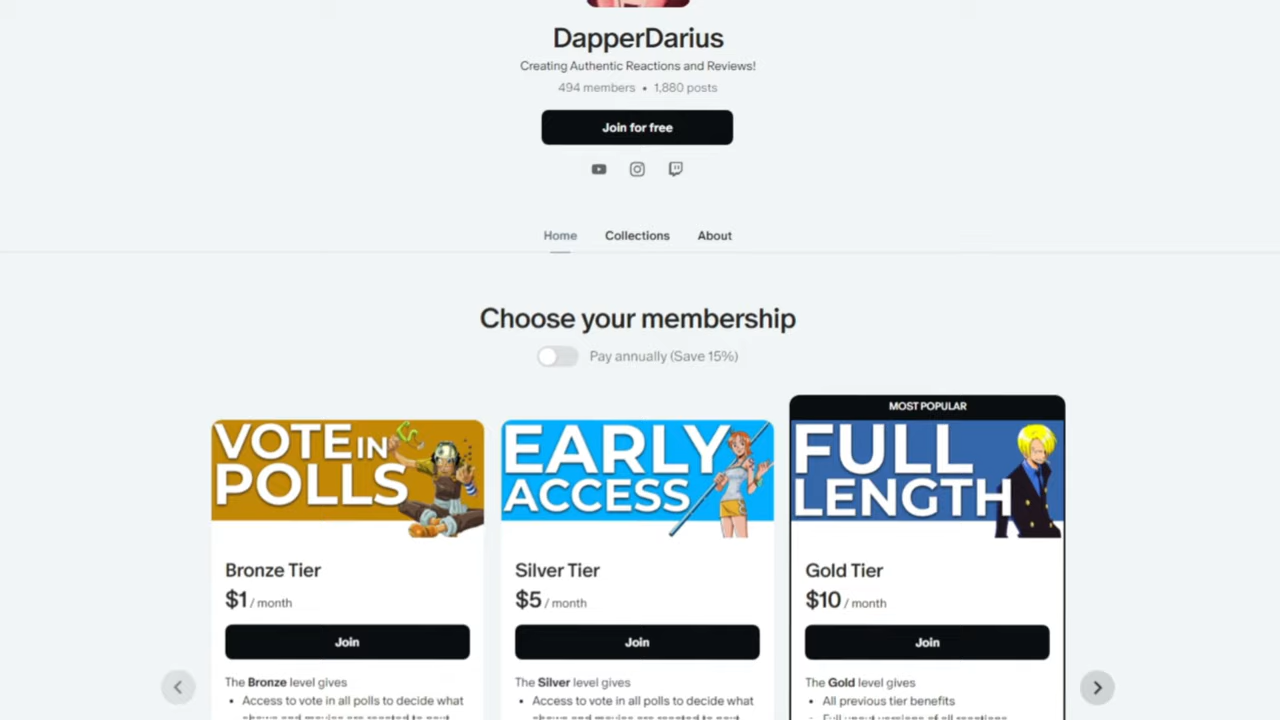 DapperDarius
Creating Authentic Reactions and Reviews!
494 members • 1,880 posts
Join for free
Home Collections About
Choose your membership
Pay annually (Save 15%)
MOST POPULAR
VOTE IN
POLLS
EARLY
ACCESS
FULL
LENGTH
Bronze Tier
$1 / month
Join
The Bronze level gives
• Access to vote in all polls to decide what
Silver Tier
$5 / month
Join
The Silver level gives
• Access to vote in all polls to decide what
Gold Tier
$10 / month
Join
The Gold level gives
• All previous tier benefits